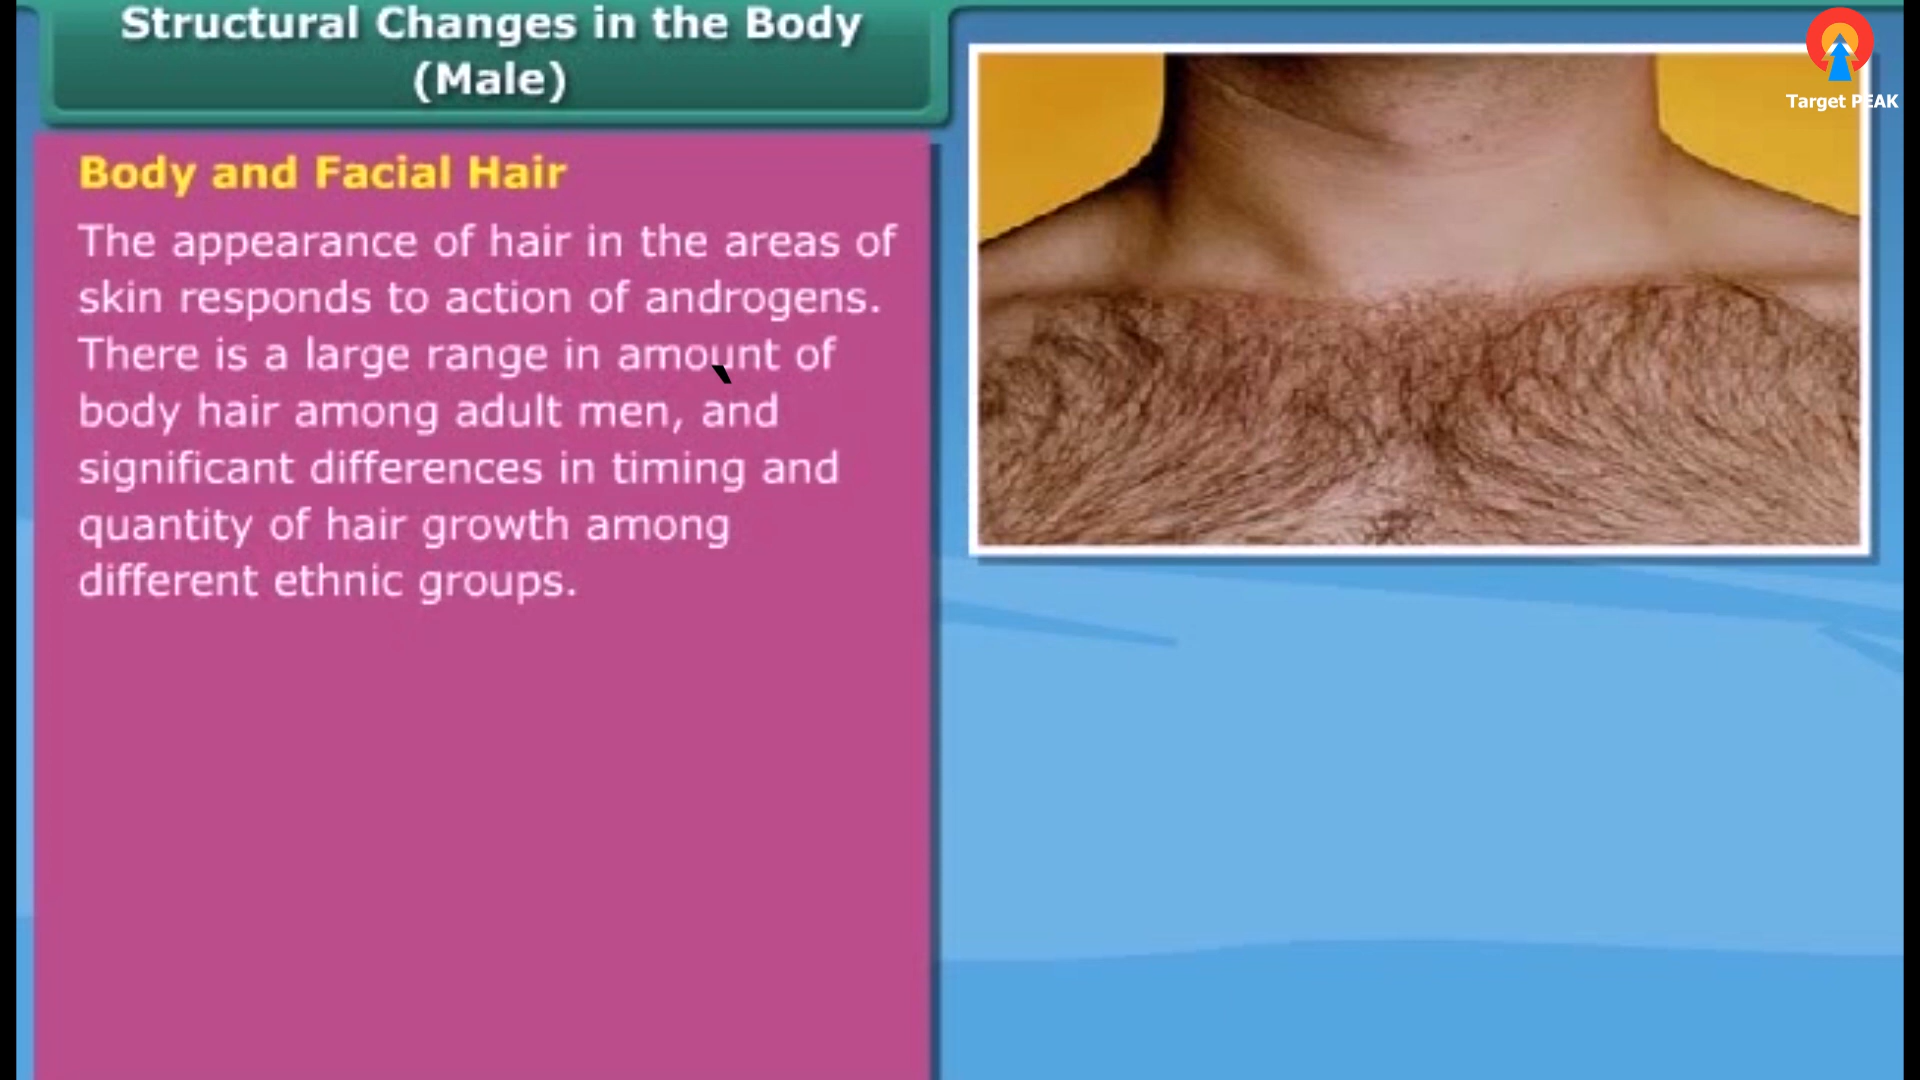 Structural Changes in the Body
(Male)
Target PEAK
Body and Facial Hair
The appearance of hair in the areas of
skin responds to action of androgens.
There is a large range in amount of
body hair among adult men, and
significant differences in timing and
quantity of hair growth among
different ethnic groups.